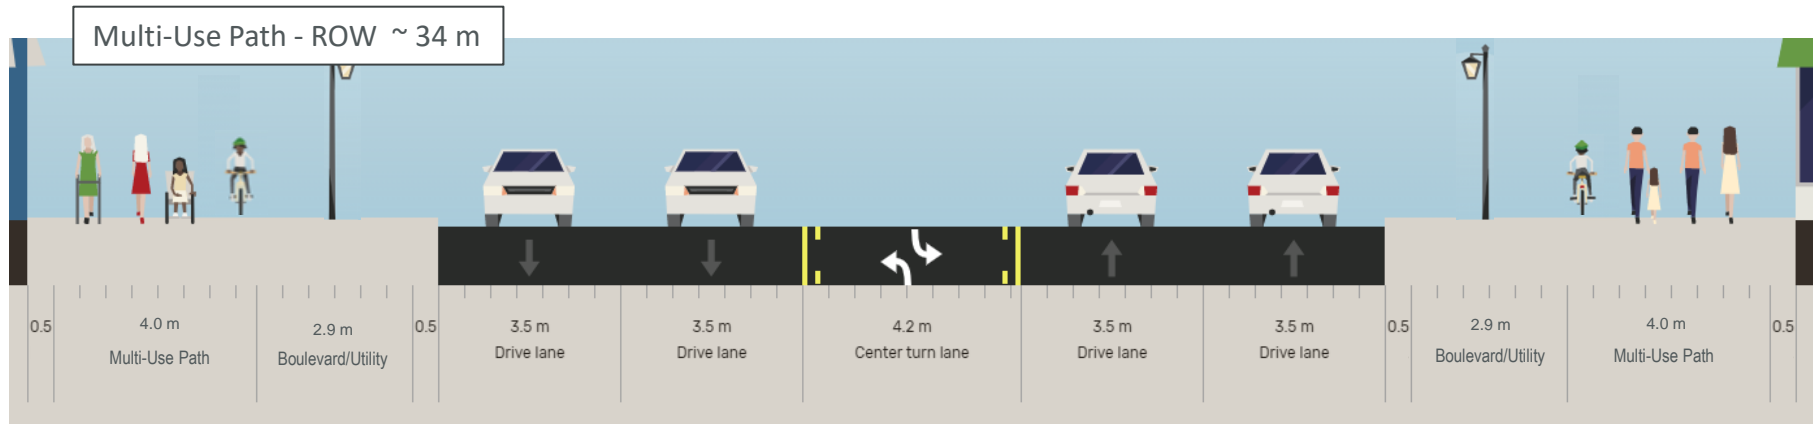 Multi-Use Path - ROW ~ 34 m
0.5
4.0 m
Multi-Use Path
2.9 m
Boulevard/Utility
0.5
3.5 m
Drive lane
3.5 m
Drive lane
4.2 m
Center turn lane
3.5 m
Drive lane
3.5 m
Drive lane
0.5
2.9 m
Boulevard/Utility
4.0 m
Multi-Use Path
0.5